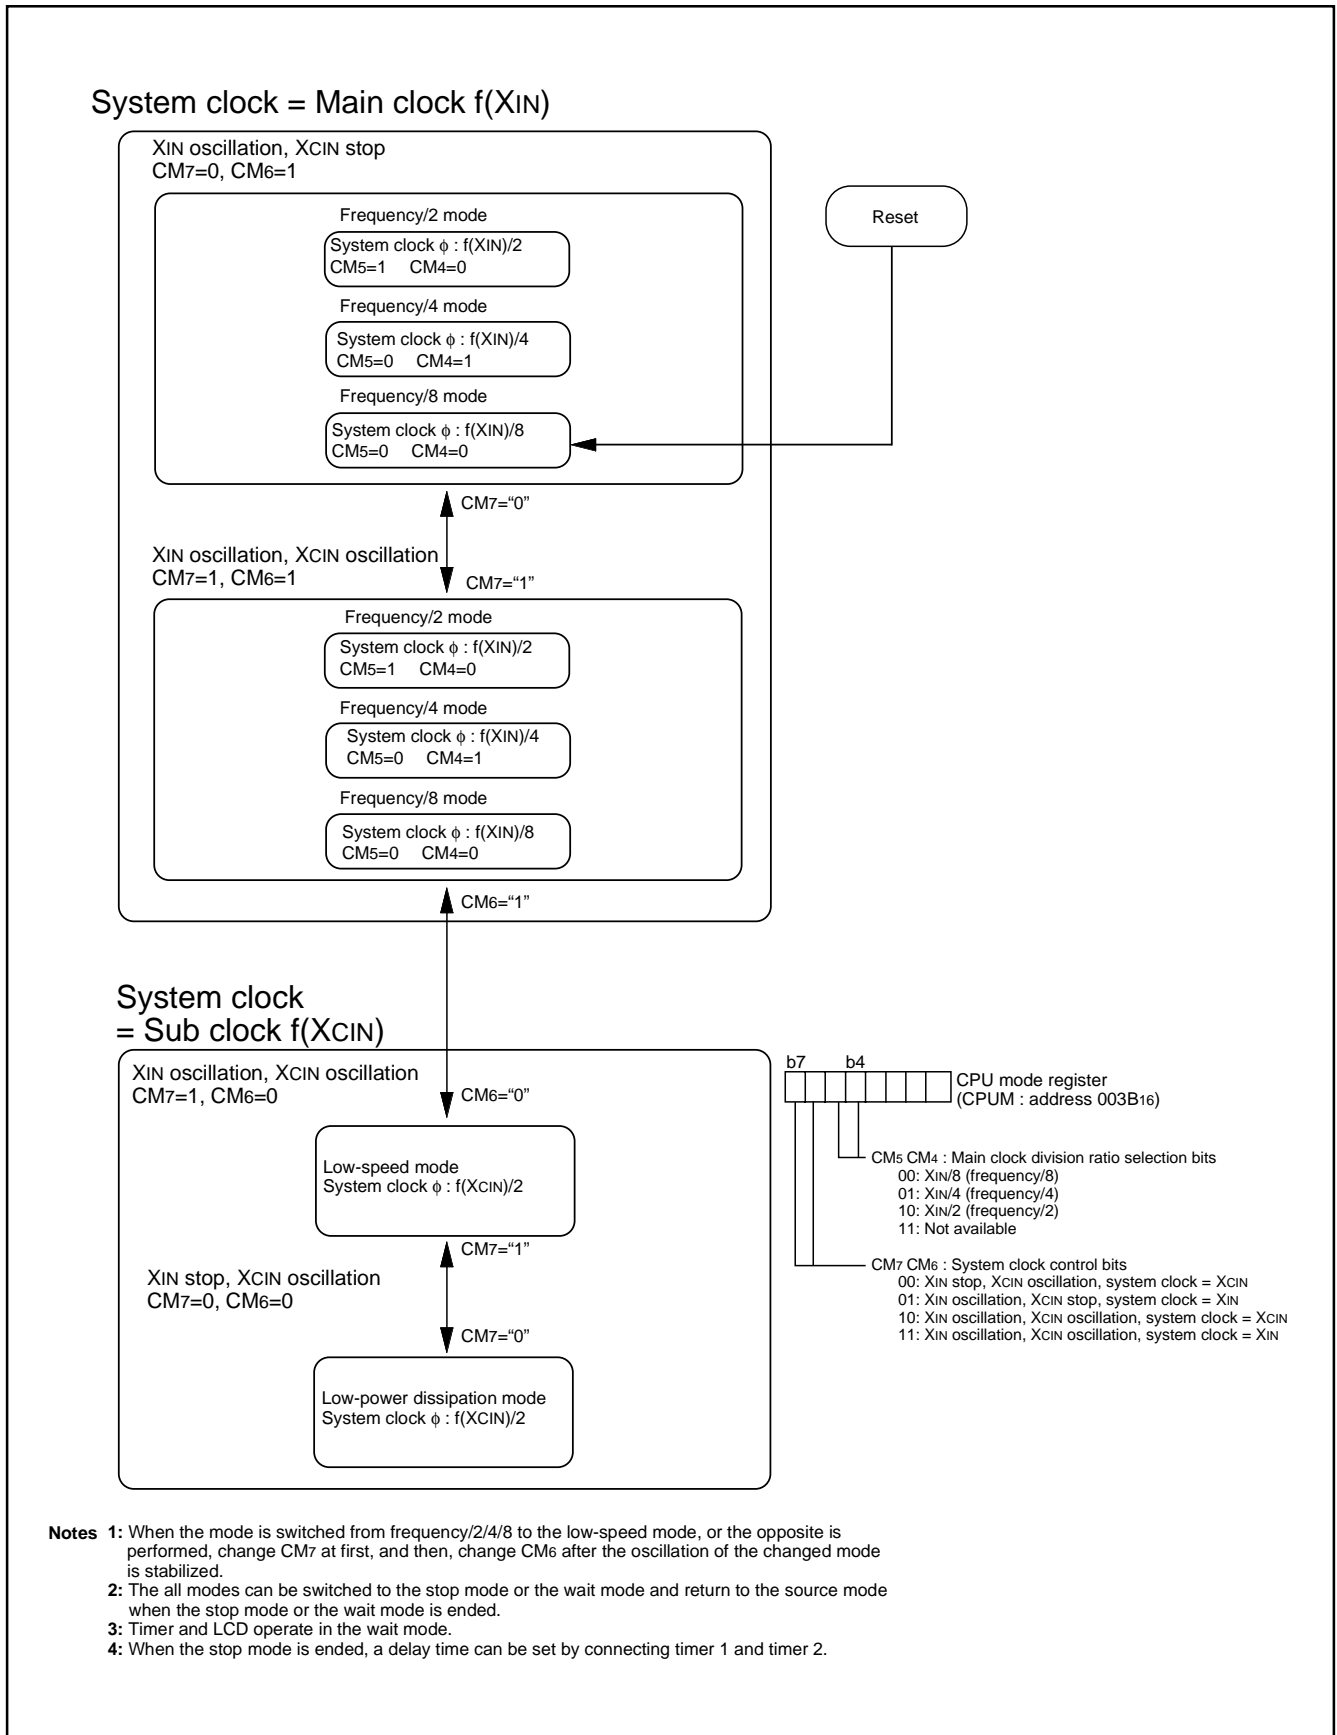 System clock = Main clock f(XIN)
XIN oscillation, XCIN stop
CM7=0, CM6=1
Frequency/2 mode
System clock ϕ : f(XIN)/2
CM5=1 CM4=0
Frequency/4 mode
System clock ϕ : f(XIN)/4
CM5=0 CM4=1
Frequency/8 mode
System clock ϕ : f(XIN)/8
CM5=0 CM4=0
Reset
CM7=“0”
XIN oscillation, XCIN oscillation
CM7=1, CM6=1
CM7=“1”
Frequency/2 mode
System clock ϕ : f(XIN)/2
CM5=1 CM4=0
Frequency/4 mode
System clock ϕ : f(XIN)/4
CM5=0 CM4=1
Frequency/8 mode
System clock ϕ : f(XIN)/8
CM5=0 CM4=0
CM6=“1”
System clock
= Sub clock f(XCIN)
XIN oscillation, XCIN oscillation
CM7=1, CM6=0
CM6=“0”
Low-speed mode
System clock ϕ : f(XCIN)/2
CM7=“1”
XIN stop, XCIN oscillation
CM7=0, CM6=0
CM7=“0”
Low-power dissipation mode
System clock ϕ : f(XCIN)/2
b7 b4
CPU mode register
(CPUM : address 003B16)
CM5 CM4 : Main clock division ratio selection bits
00: XIN/8 (frequency/8)
01: XIN/4 (frequency/4)
10: XIN/2 (frequency/2)
11: Not available
CM7 CM6 : System clock control bits
00: XIN stop, XCIN oscillation, system clock = XCIN
01: XIN oscillation, XCIN stop, system clock = XIN
10: XIN oscillation, XCIN oscillation, system clock = XCIN
11: XIN oscillation, XCIN oscillation, system clock = XIN
Notes 1: When the mode is switched from frequency/2/4/8 to the low-speed mode, or the opposite is
performed, change CM7 at first, and then, change CM6 after the oscillation of the changed mode
is stabilized.
2: The all modes can be switched to the stop mode or the wait mode and return to the source mode
when the stop mode or the wait mode is ended.
3: Timer and LCD operate in the wait mode.
4: When the stop mode is ended, a delay time can be set by connecting timer 1 and timer 2.